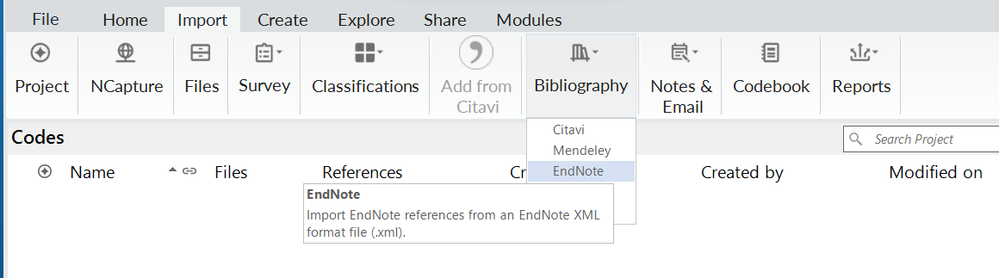 File Home Import Create Explore Share Modules
Project NCapture Files Survey Classifications Add from Citavi Bibliography Notes & Email Codebook Reports
Citavi
Mendeley
EndNote
Codes Search Project
Name Files References Cr Created by Modified on
EndNote
Import EndNote references from an EndNote XML
format file (.xml).